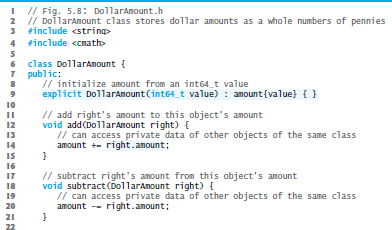 1 // Fig. 5.8: DollarAmount.h
2 // DollarAmount class stores dollar amounts as a whole numbers of pennies
3 #include <string>
4 #include <cmath>
5
6 class DollarAmount {
7 public:
8 // initialize amount from an int64_t value
9 explicit DollarAmount(int64_t value) : amount{value} { }
10
11 // add right's amount to this object's amount
12 void add(DollarAmount right) {
13 // can access private data of other objects of the same class
14 amount += right.amount;
15 }
16
17 // subtract right's amount from this object's amount
18 void subtract(DollarAmount right) {
19 // can access private data of other objects of the same class
20 amount -= right.amount;
21 }
22